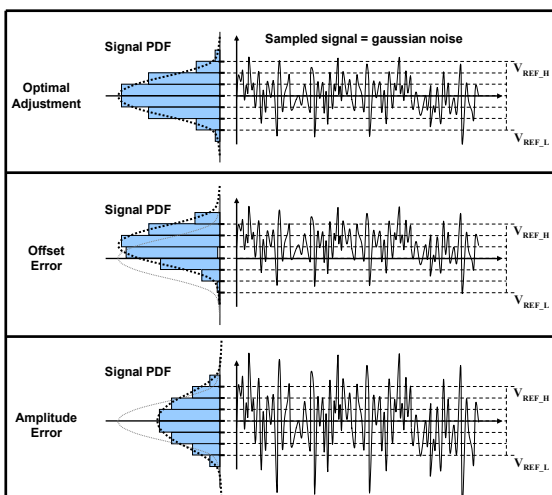 Signal PDF
Sampled signal = gaussian noise
Optimal
Adjustment
V REF_H
V REF_L
Signal PDF
Offset
Error
V REF_H
V REF_L
Signal PDF
Amplitude
Error
V REF_H
V REF_L